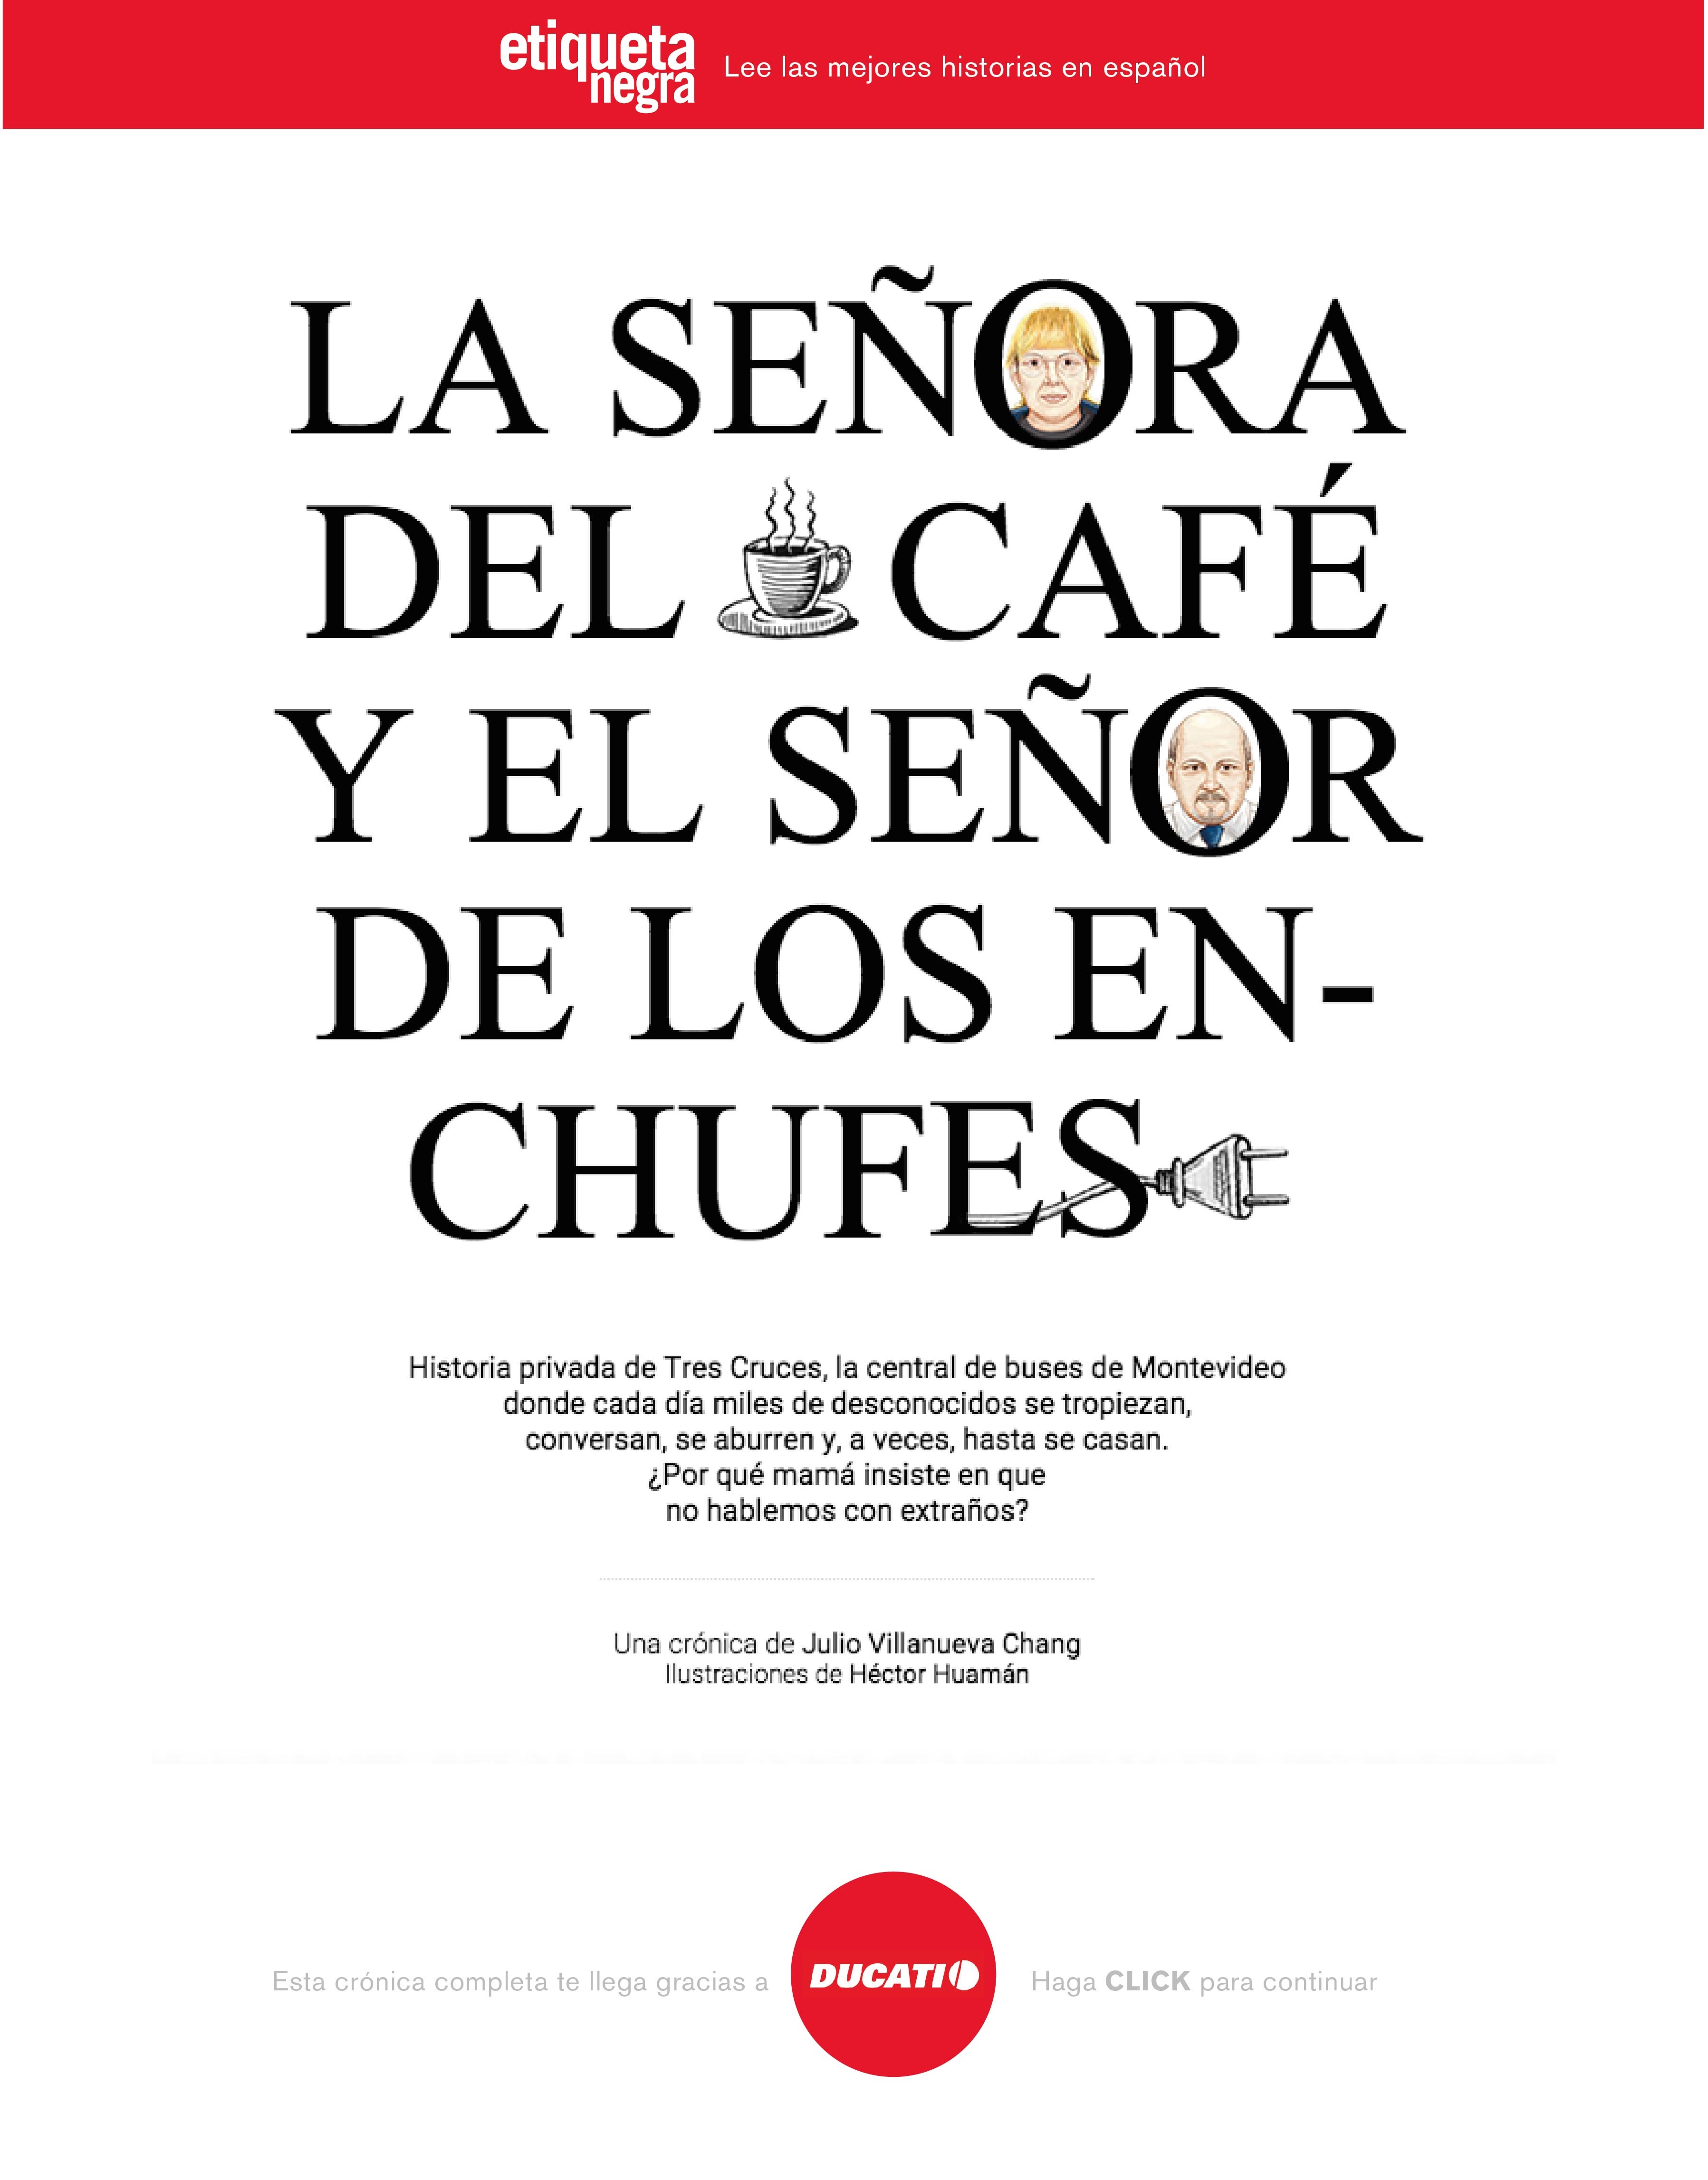 etiqueta
negra
Lee las mejores historias en español
LA SEÑORA
DEL CAFÉ
Y EL SEÑOR
DE LOS EN-
CHUFES
Historia privada de Tres Cruces, la central de buses de Montevideo
donde cada día miles de desconocidos se tropiezan,
conversan, se aburren y, a veces, hasta se casan.
¿Por qué mamá insiste en que
no hablemos con extraños?
Una crónica de Julio Villanueva Chang
Ilustraciones de Héctor Huamán
Esta crónica completa te llega gracias a
DUCATI
Haga CLICK para continuar